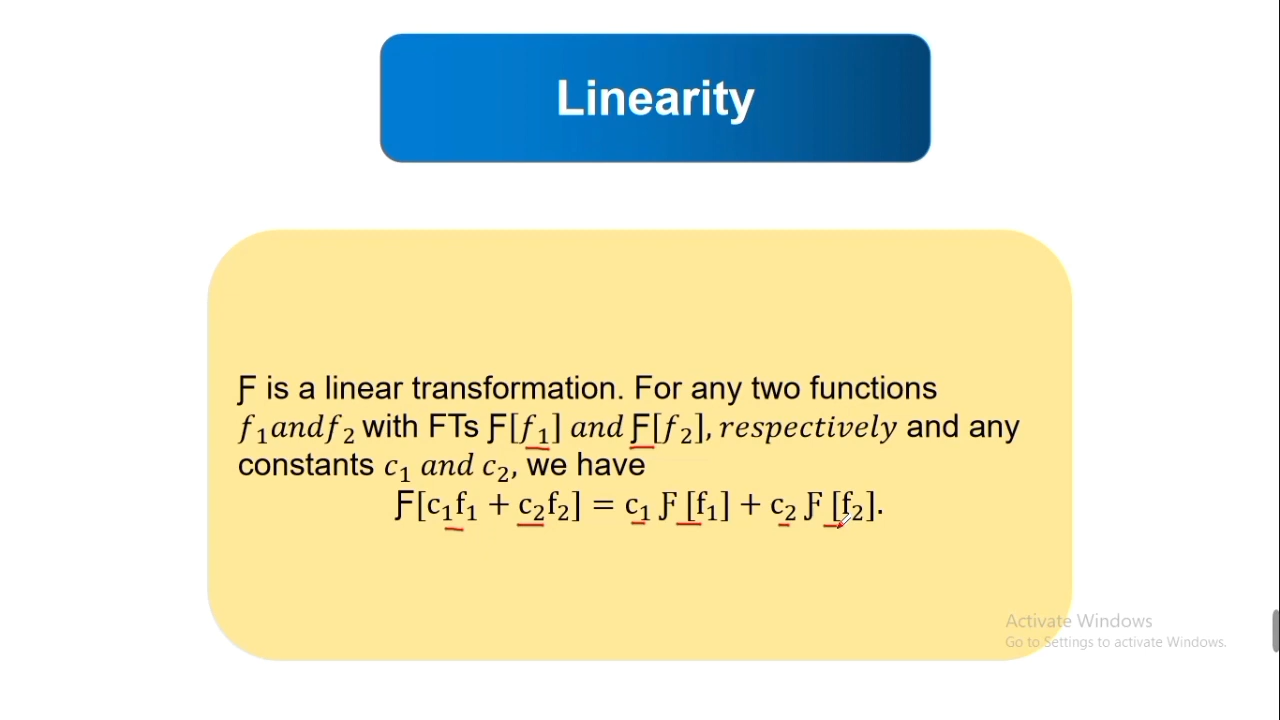 Linearity
Ƒ is a linear transformation. For any two functions
𝑓₁𝑎𝑛𝑑𝑓₂ with FTs Ƒ[𝑓₁] 𝑎𝑛𝑑 Ƒ[𝑓₂], 𝑟𝑒𝑠𝑝𝑒𝑐𝑡𝑖𝑣𝑒𝑙𝑦 and any
constants 𝑐₁ 𝑎𝑛𝑑 𝑐₂, we have
Ƒ[c₁f₁ + c₂f₂] = c₁ Ƒ [f₁] + c₂ Ƒ [f₂].
Activate Windows
Go to Settings to activate Windows.